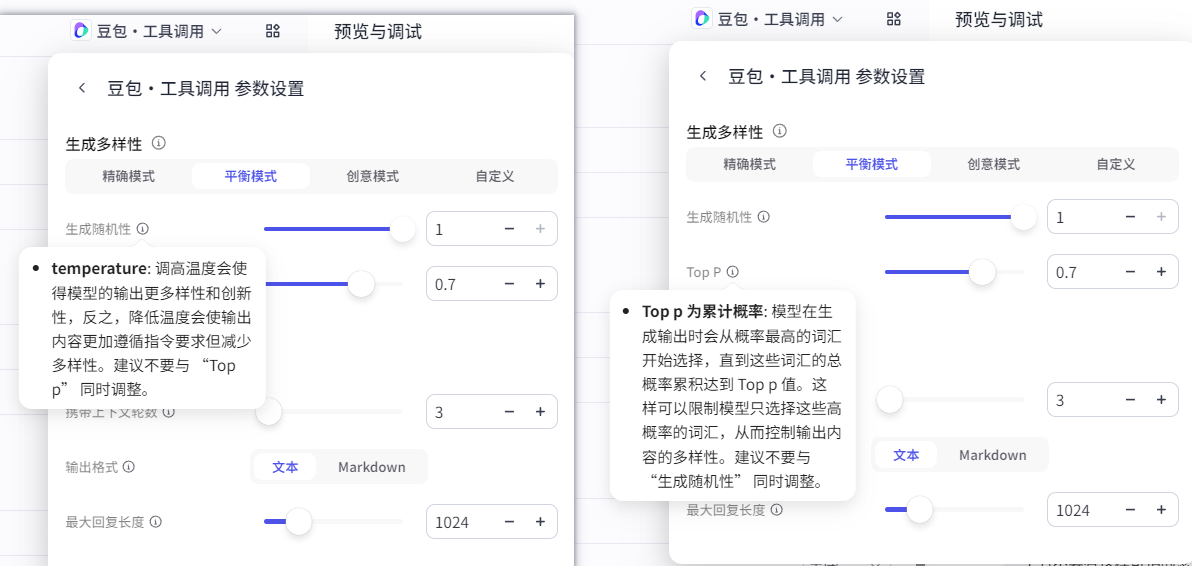 豆包·工具调用
预览与调试
豆包·工具调用 参数设置
生成多样性
精确模式
平衡模式
创意模式
自定义
生成随机性
1
temperature: 调高温度会使
得模型的输出更多样性和创新
性，反之，降低温度会使输出
内容更加遵循指令要求但减少
多样性。建议不要与 “Top
p” 同时调整。
0.7
携带上下文轮数
3
输出格式
文本
Markdown
最大回复长度
1024
豆包·工具调用
预览与调试
豆包·工具调用 参数设置
生成多样性
精确模式
平衡模式
创意模式
自定义
生成随机性
1
Top P
0.7
Top p 为累计概率: 模型在生
成输出时会从概率最高的词汇
开始选择，直到这些词汇的总
概率累积达到 Top p 值。这
样可以限制模型只选择这些高
概率的词汇，从而控制输出内
容的多样性。建议不要与
“生成随机性” 同时调整。
3
文本
Markdown
最大回复长度
1024